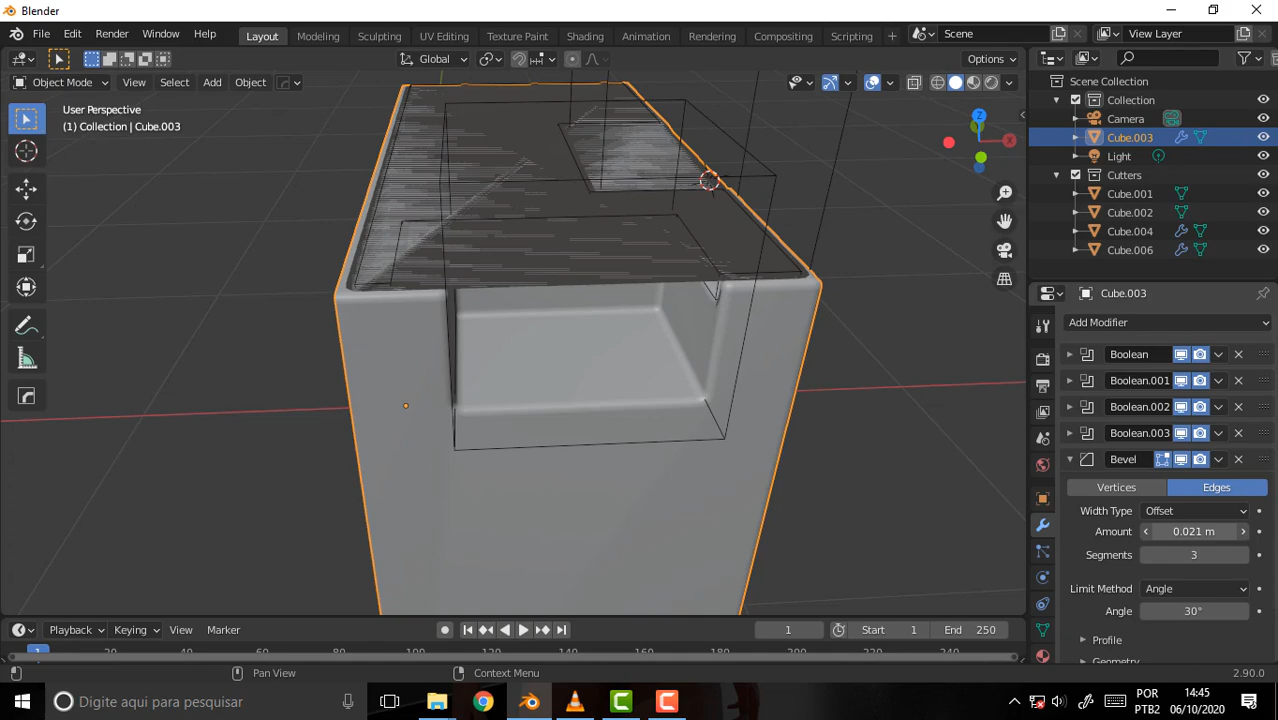 Blender
File Edit Render Window Help Layout Modeling Sculpting UV Editing Texture Paint Shading Animation Rendering Compositing Scripting + Scene View Layer
Global Options
Object Mode View Select Add Object
User Perspective
(1) Collection | Cube.003
Z
X
Scene Collection
Collection
Camera
Cube.003
Light
Cutters
Cube.001
Cube.002
Cube.004
Cube.006
Cube.003
Add Modifier
Boolean
Boolean.001
Boolean.002
Boolean.003
Bevel
Vertices Edges
Width Type Offset
Amount 0.021 m
Segments 3
Limit Method Angle
Angle 30°
Profile
Geometry
Playback Keying View Marker 1 Start 1 End 250
1 20 40 60 80 100 120 140 160 180 200 220 240
Pan View Context Menu 2.90.0
Digite aqui para pesquisar POR 14:45
PTB2 06/10/2020